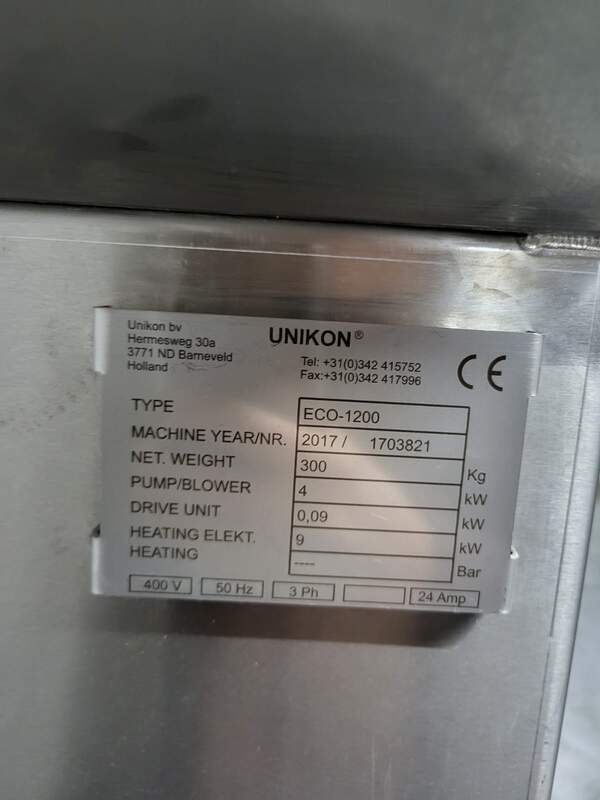 Unikon bv
Hermesweg 30a
3771 ND Barneveld
Holland
UNIKON®
Tel: +31(0)342 415752
Fax:+31(0)342 417996
CE
TYPE ECO-1200
MACHINE YEAR/NR. 2017 / 1703821
NET. WEIGHT 300 Kg
PUMP/BLOWER 4 kW
DRIVE UNIT 0,09 kW
HEATING ELEKT. 9 kW
HEATING ---- Bar
400 V 50 Hz 3 Ph 24 Amp